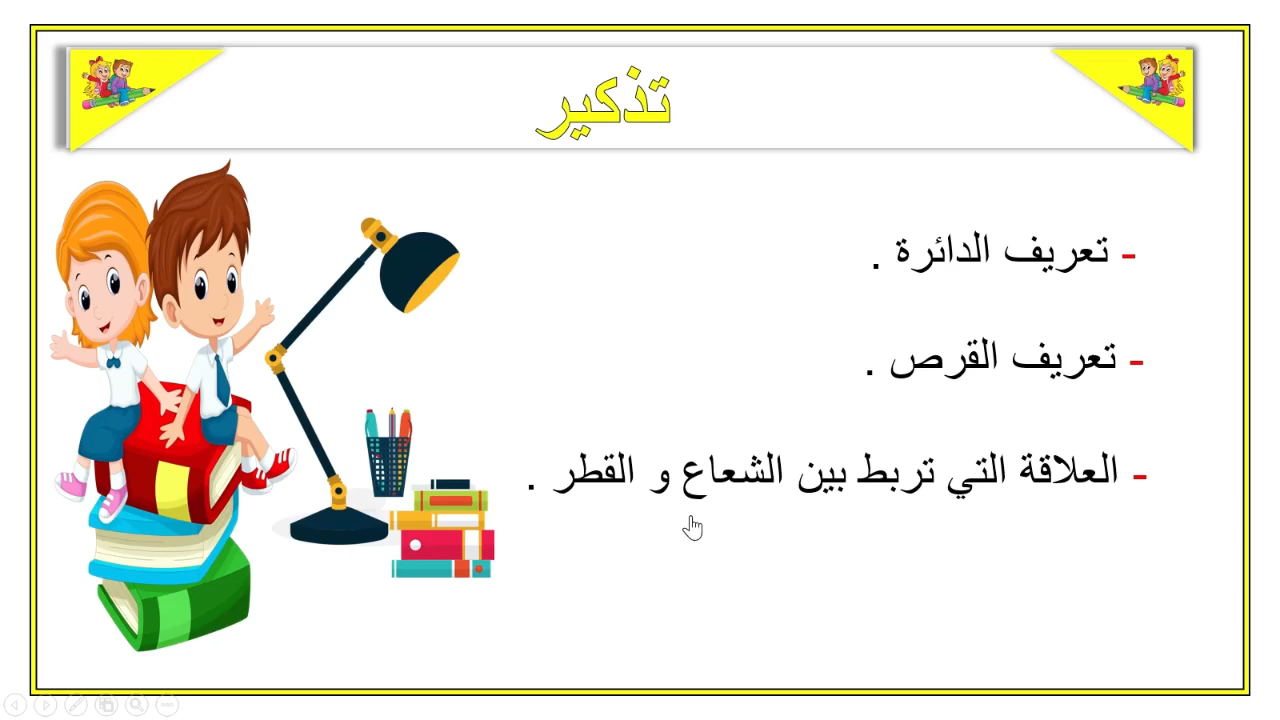 تذكير
- تعريف الدائرة .
- تعريف القرص .
- العلاقة التي تربط بين الشعاع و القطر .